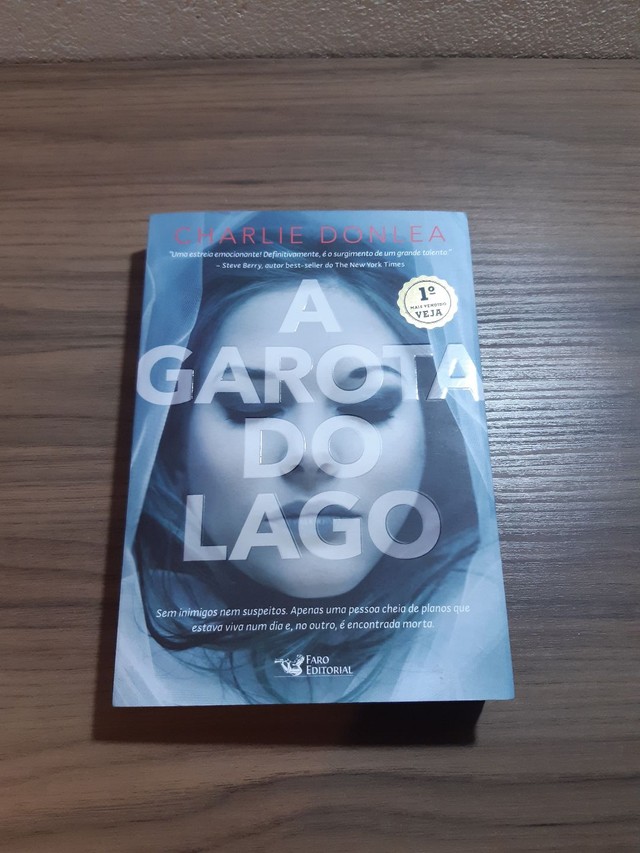 CHARLIE DONLEA
"Uma estreia emocionante! Definitivamente, é o surgimento de um grande talento."
– Steve Berry, autor best-seller do The New York Times
A
GAROTA
DO
LAGO
1º
MAIS VENDIDO
VEJA
Sem inimigos nem suspeitos. Apenas uma pessoa cheia de planos que
estava viva num dia e, no outro, é encontrada morta.
FARO
EDITORIAL